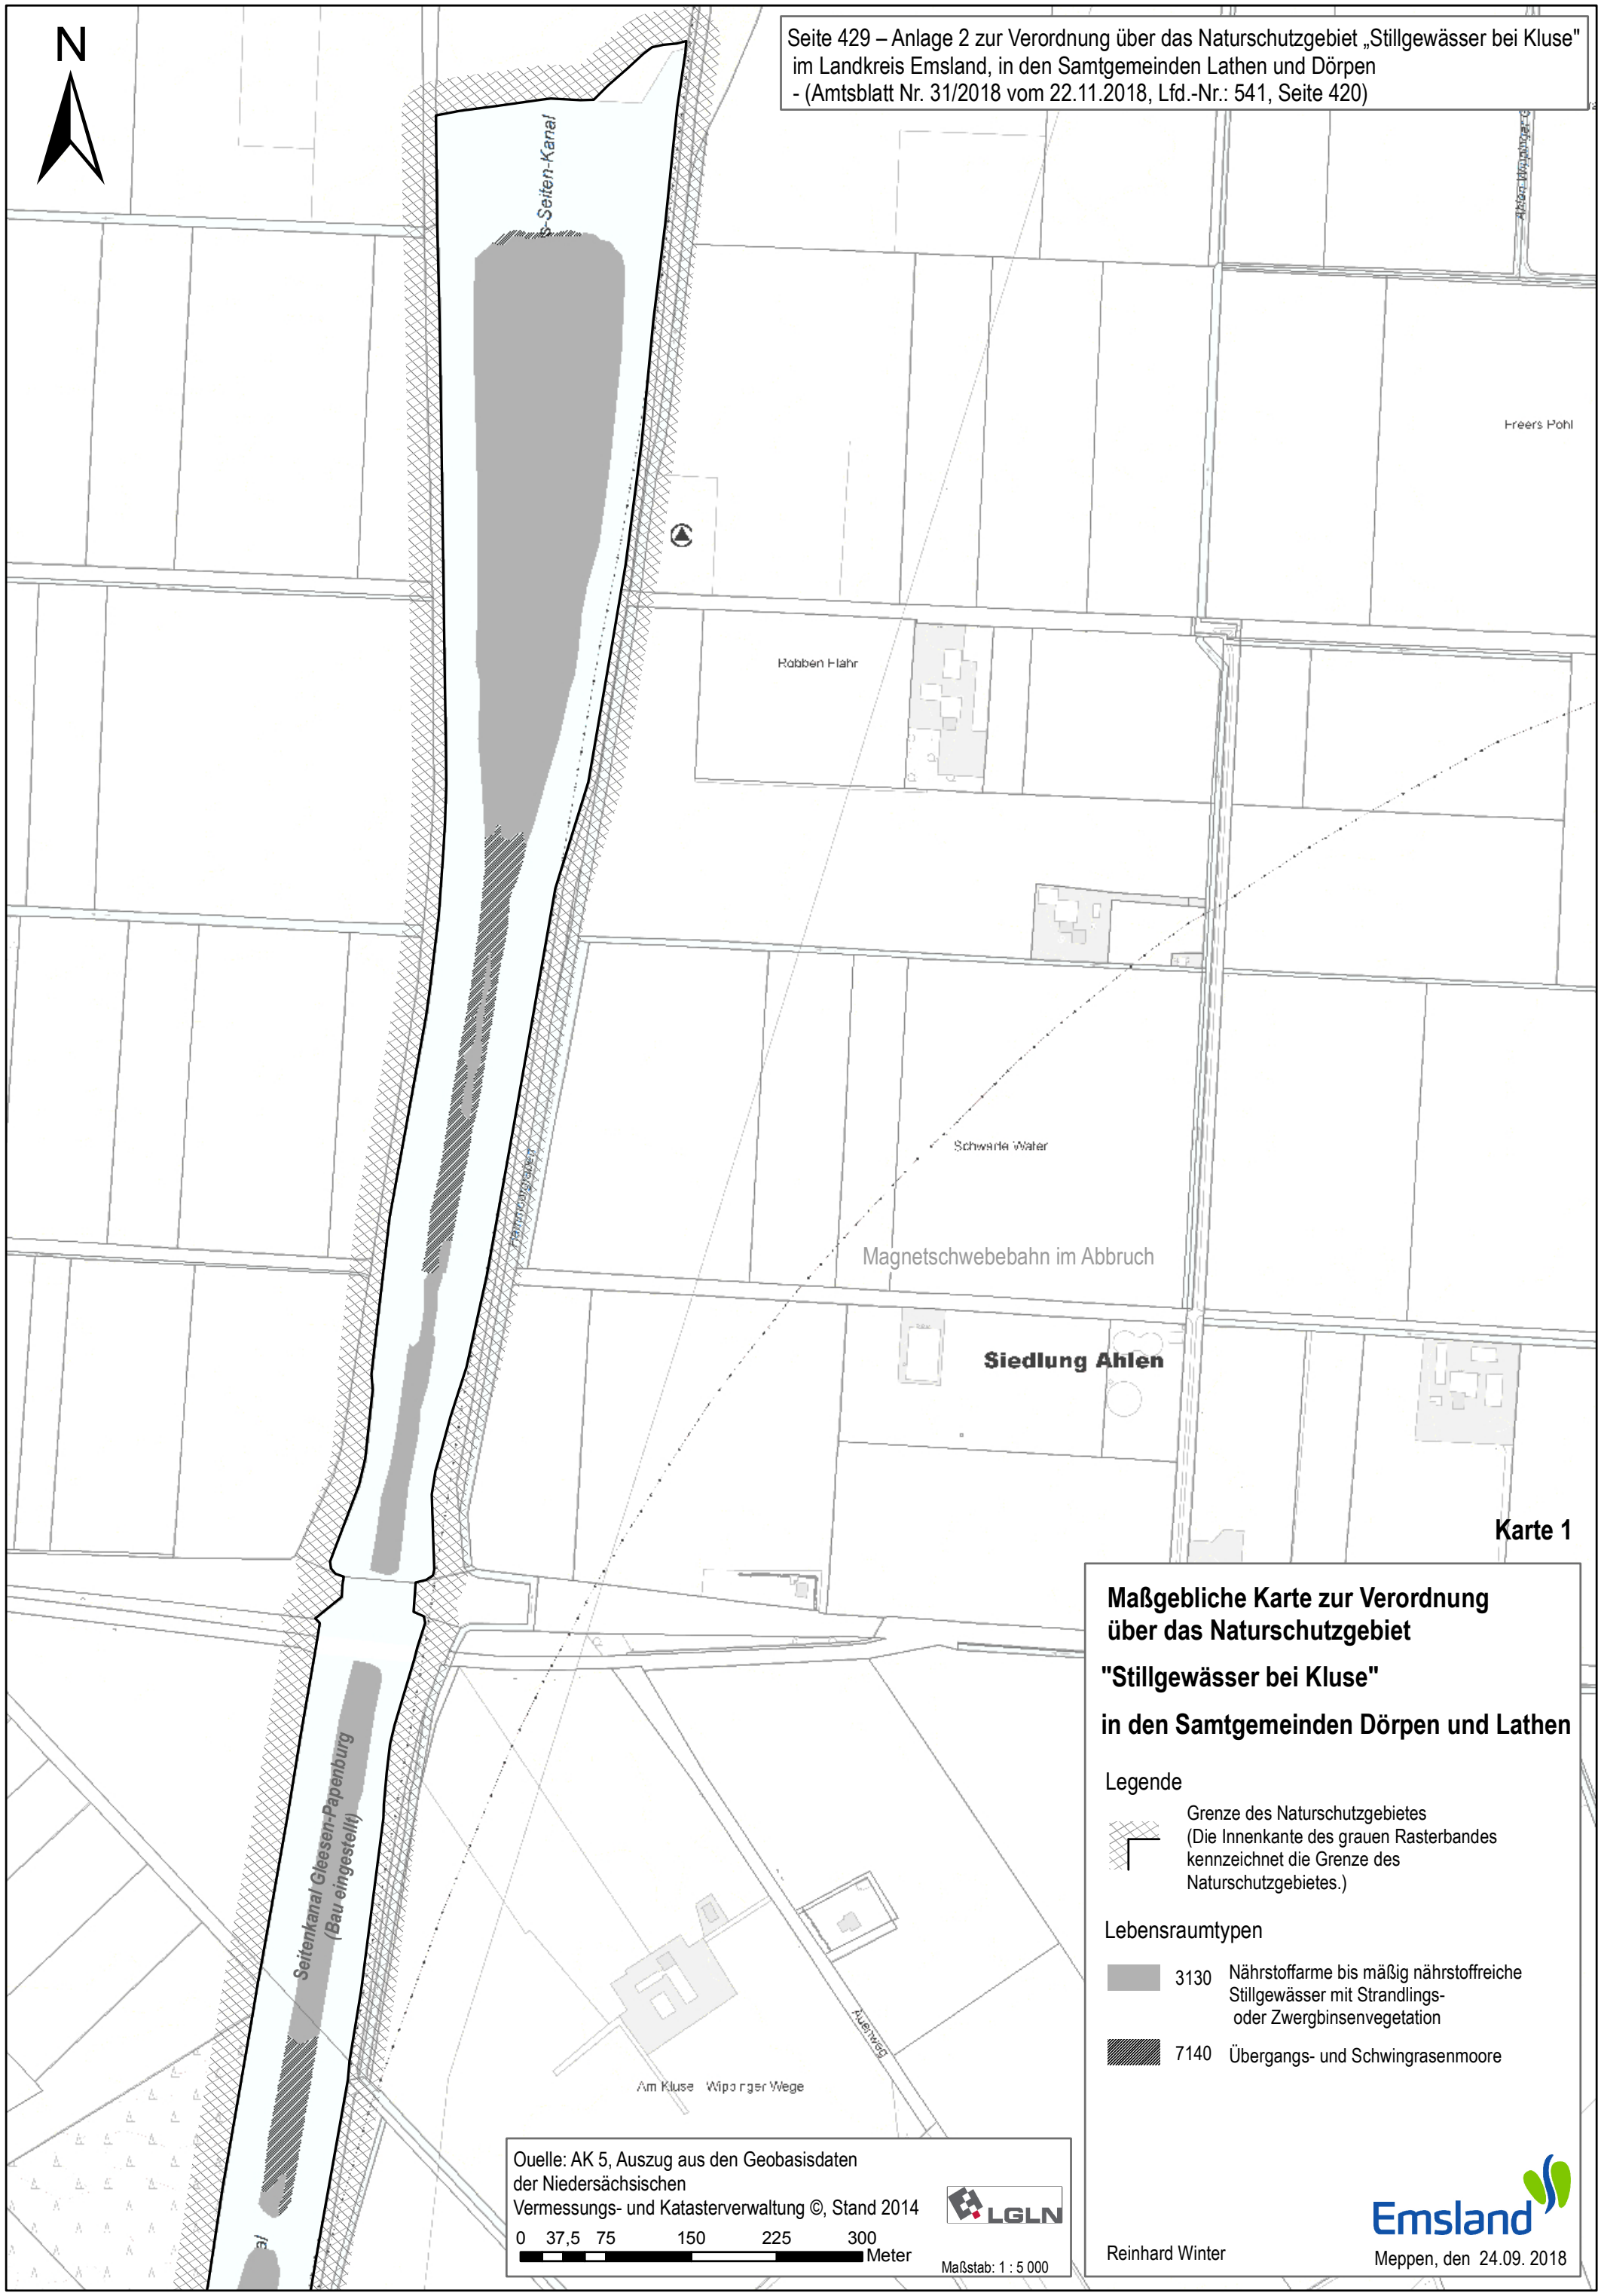 N
Seite 429 – Anlage 2 zur Verordnung über das Naturschutzgebiet „Stillgewässer bei Kluse"
im Landkreis Emsland, in den Samtgemeinden Lathen und Dörpen
- (Amtsblatt Nr. 31/2018 vom 22.11.2018, Lfd.-Nr.: 541, Seite 420)
s-Seiten-Kanal
Freers Pohl
Robben Flahr
Schwarte Water
Magnetschwebebahn im Abbruch
Siedlung Ahlen
Karte 1
Maßgebliche Karte zur Verordnung
über das Naturschutzgebiet
"Stillgewässer bei Kluse"
in den Samtgemeinden Dörpen und Lathen
Legende
Grenze des Naturschutzgebietes
(Die Innenkante des grauen Rasterbandes
kennzeichnet die Grenze des
Naturschutzgebietes.)
Lebensraumtypen
3130 Nährstoffarme bis mäßig nährstoffreiche
Stillgewässer mit Strandlings-
oder Zwergbinsenvegetation
7140 Übergangs- und Schwingrasenmoore
Seitenkanal Gleesen-Papenburg
(Bau eingestellt)
Auenweg
Am Kluse Wippinger Wege
Quelle: AK 5, Auszug aus den Geobasisdaten
der Niedersächsischen
Vermessungs- und Katasterverwaltung ©, Stand 2014
LGLN
0 37,5 75 150 225 300
Meter
Maßstab: 1 : 5 000
Emsland
Reinhard Winter
Meppen, den 24.09. 2018